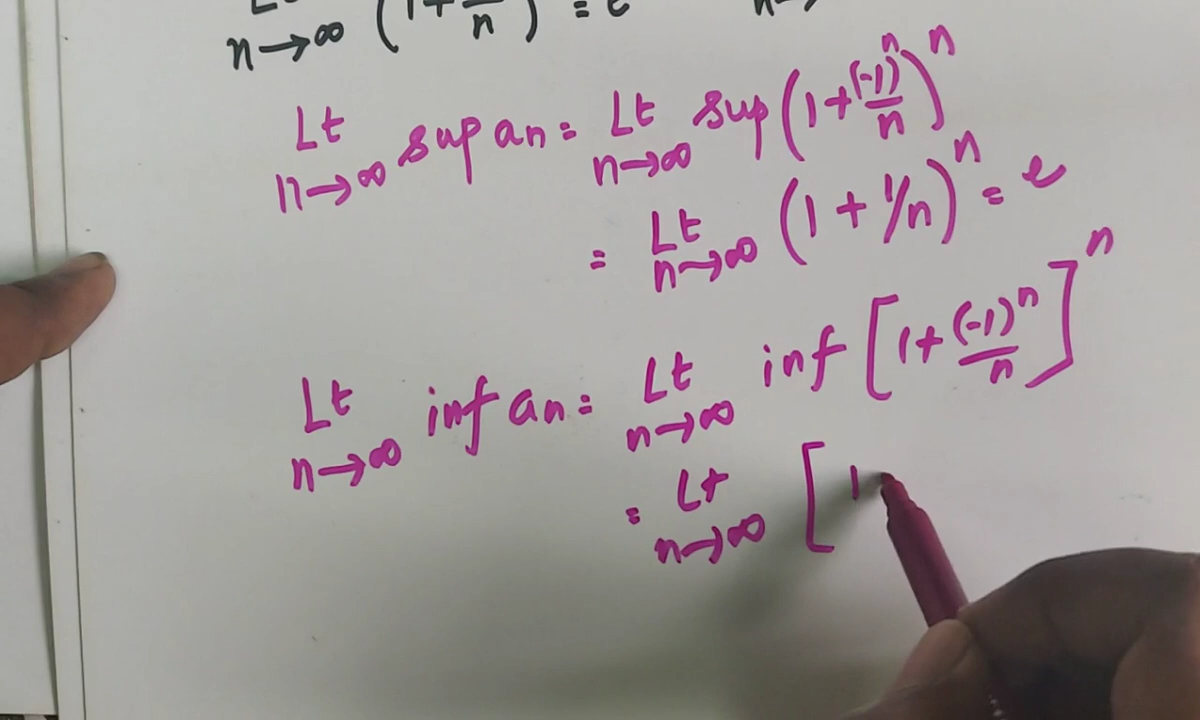 n→∞ (1+ n) = e n→
Lt n→∞ sup an = Lt n→∞ sup (1+(-1)^n/n)^n
= Lt n→∞ (1+1/n)^n = e
Lt n→∞ inf an = Lt n→∞ inf [1+(-1)^n/n]^n
= Lt n→∞ [1